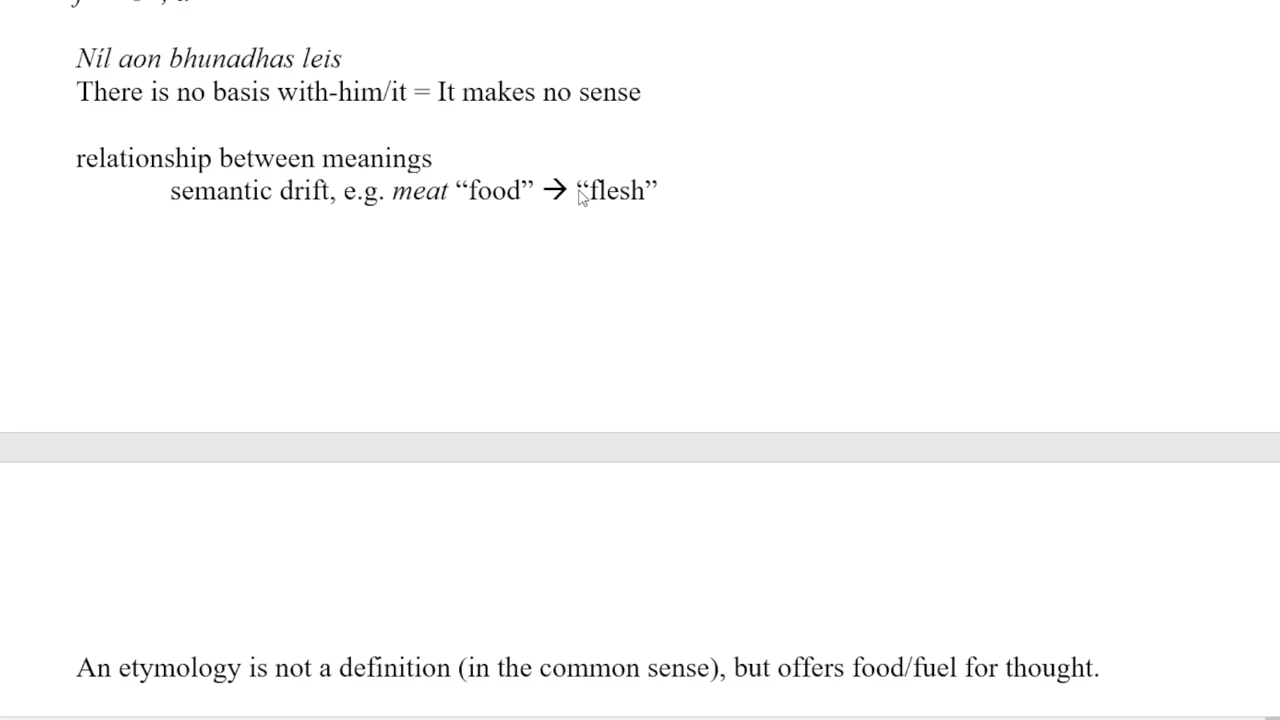 Níl aon bhunadhas leis
There is no basis with-him/it = It makes no sense
relationship between meanings
semantic drift, e.g. meat “food” → “flesh”
An etymology is not a definition (in the common sense), but offers food/fuel for thought.